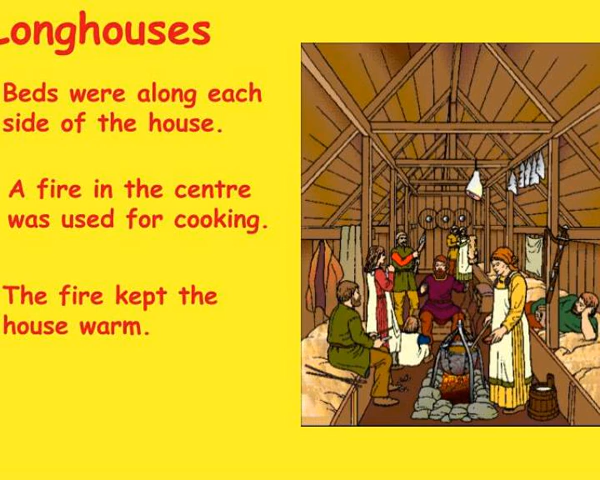 Longhouses
Beds were along each
side of the house.
A fire in the centre
was used for cooking.
The fire kept the
house warm.